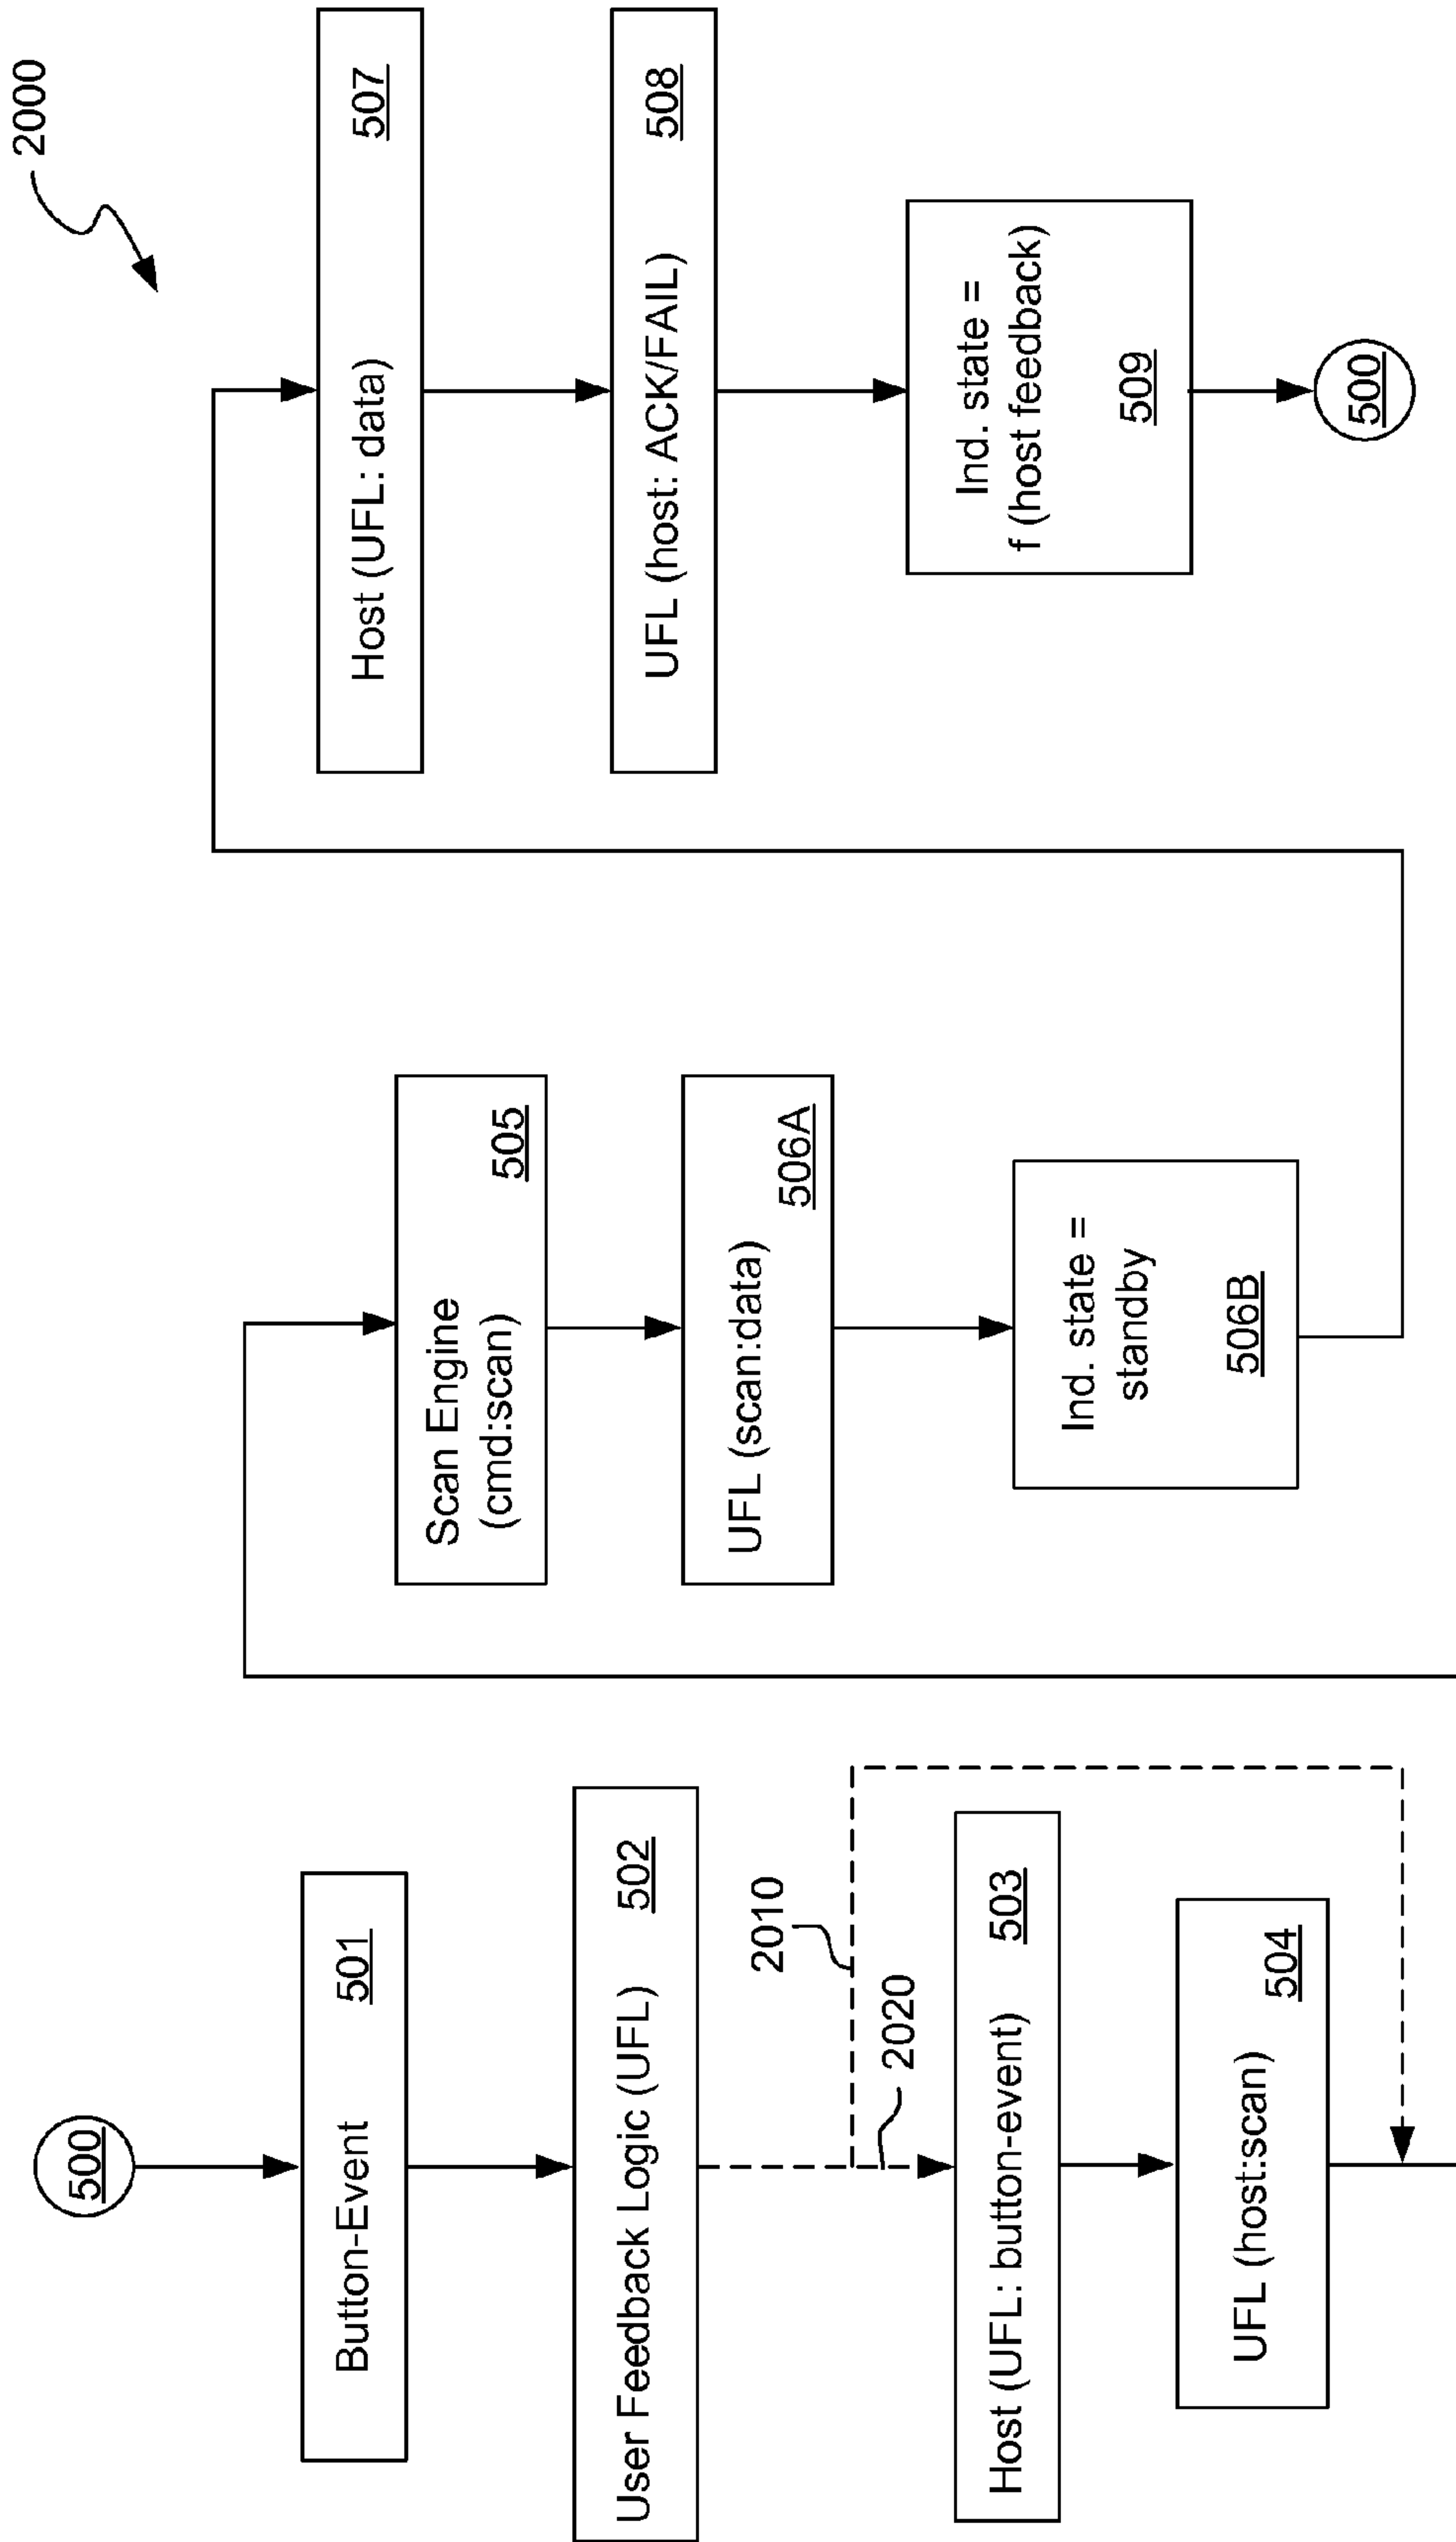 2000
500
Button-Event 501
User Feedback Logic (UFL) 502
2010
2020
Host (UFL: button-event) 503
UFL (host:scan) 504
Scan Engine
(cmd:scan) 505
UFL (scan:data) 506A
Ind. state =
standby
506B
Host (UFL: data) 507
UFL (host: ACK/FAIL) 508
Ind. state =
f (host feedback)
509
500